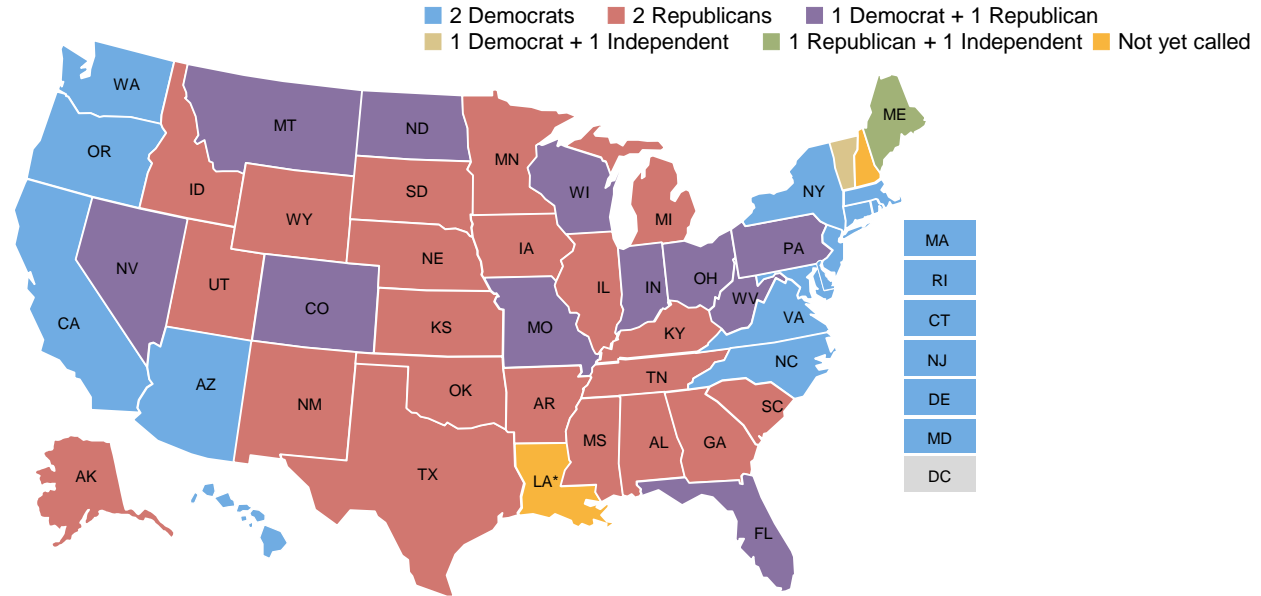 2 Democrats 2 Republicans 1 Democrat + 1 Republican
1 Democrat + 1 Independent 1 Republican + 1 Independent Not yet called
WA
ME
MT
ND
OR
MN
ID
SD
WI
NY
WY
MI
IA
PA
MA
NE
NV
UT
IL
IN
OH
RI
WV
CO
CA
KS
MO
KY
VA
CT
AZ
NC
NJ
OK
TN
NM
AR
SC
DE
MS
AL
GA
MD
AK
TX
LA*
DC
FL